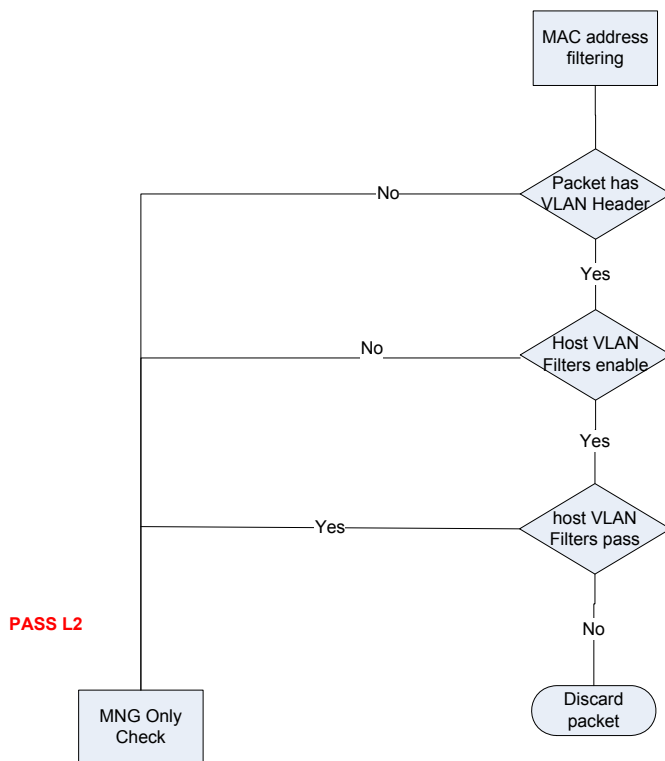 MAC address
filtering
Packet has
VLAN Header
No
Yes
Host VLAN
Filters enable
No
Yes
host VLAN
Filters pass
Yes
No
PASS L2
MNG Only
Check
Discard
packet